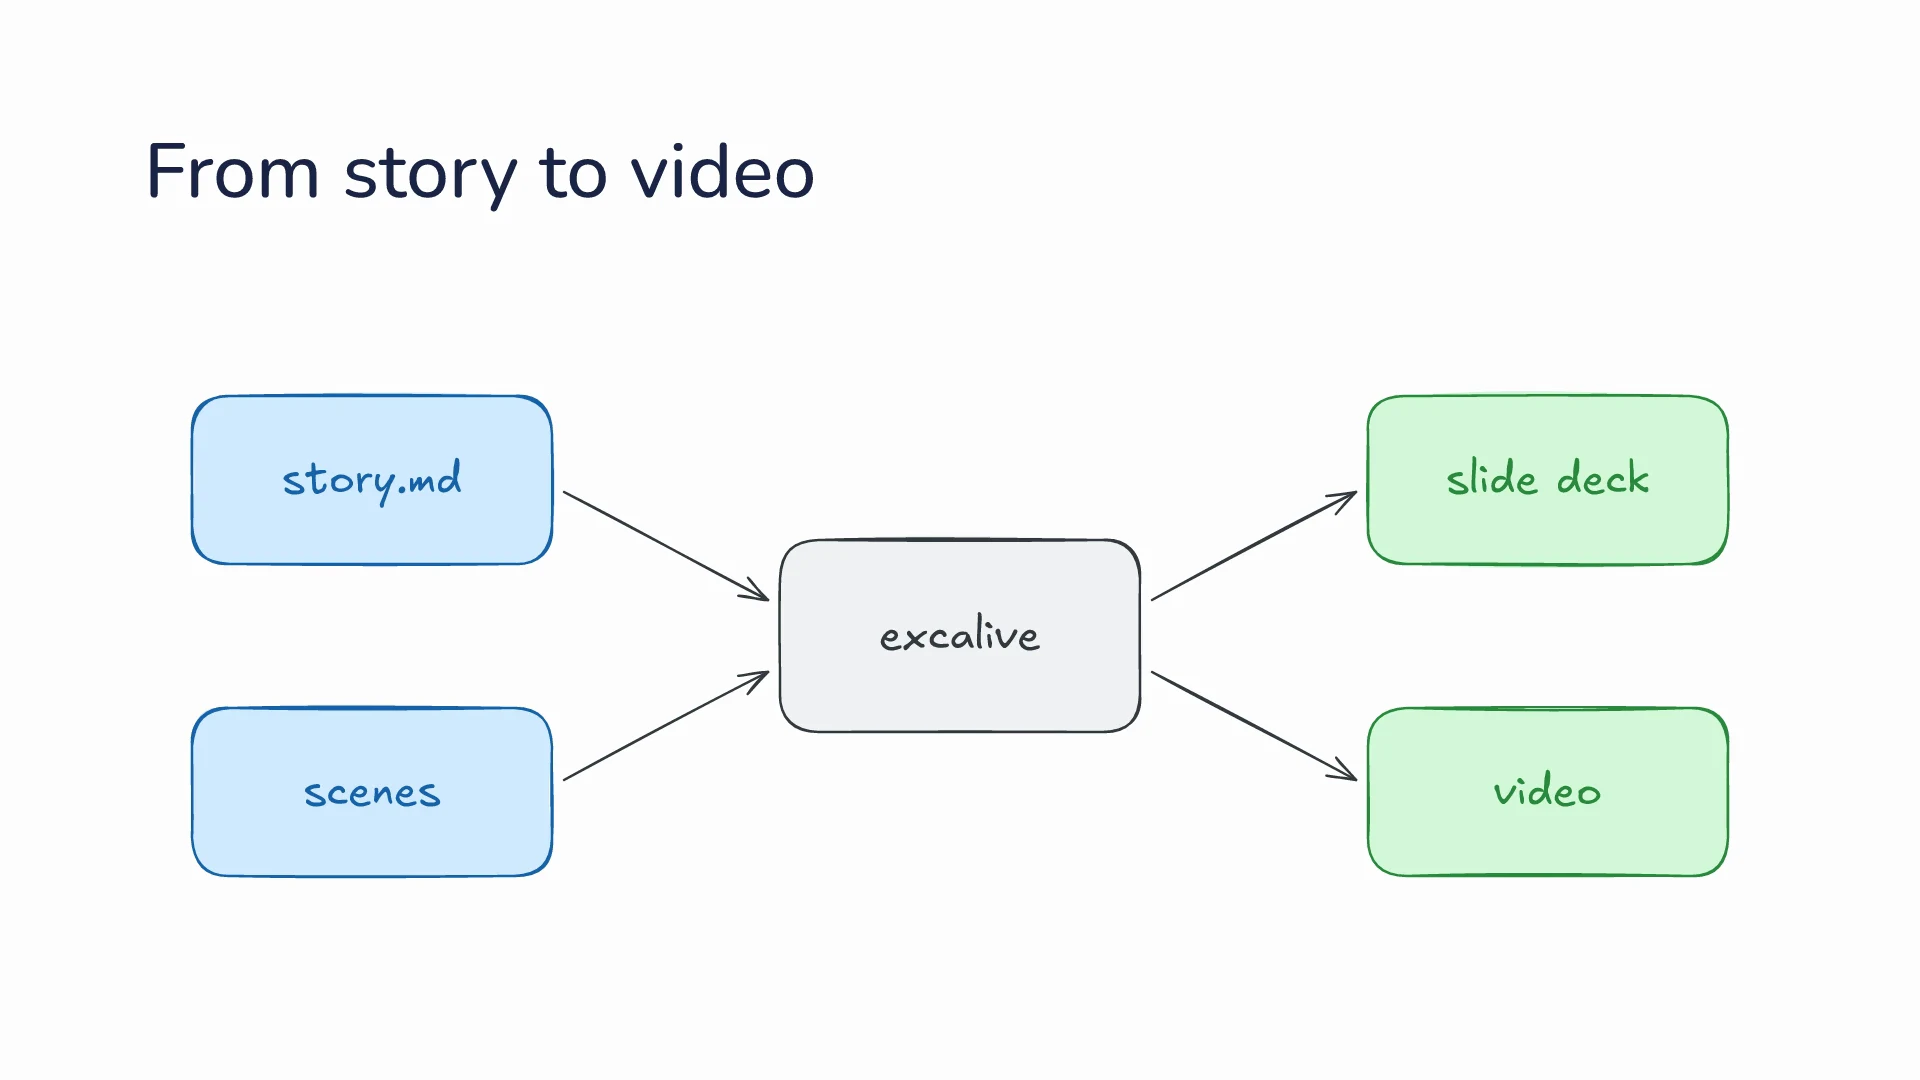 From story to video
story.md
slide deck
excalive
scenes
video